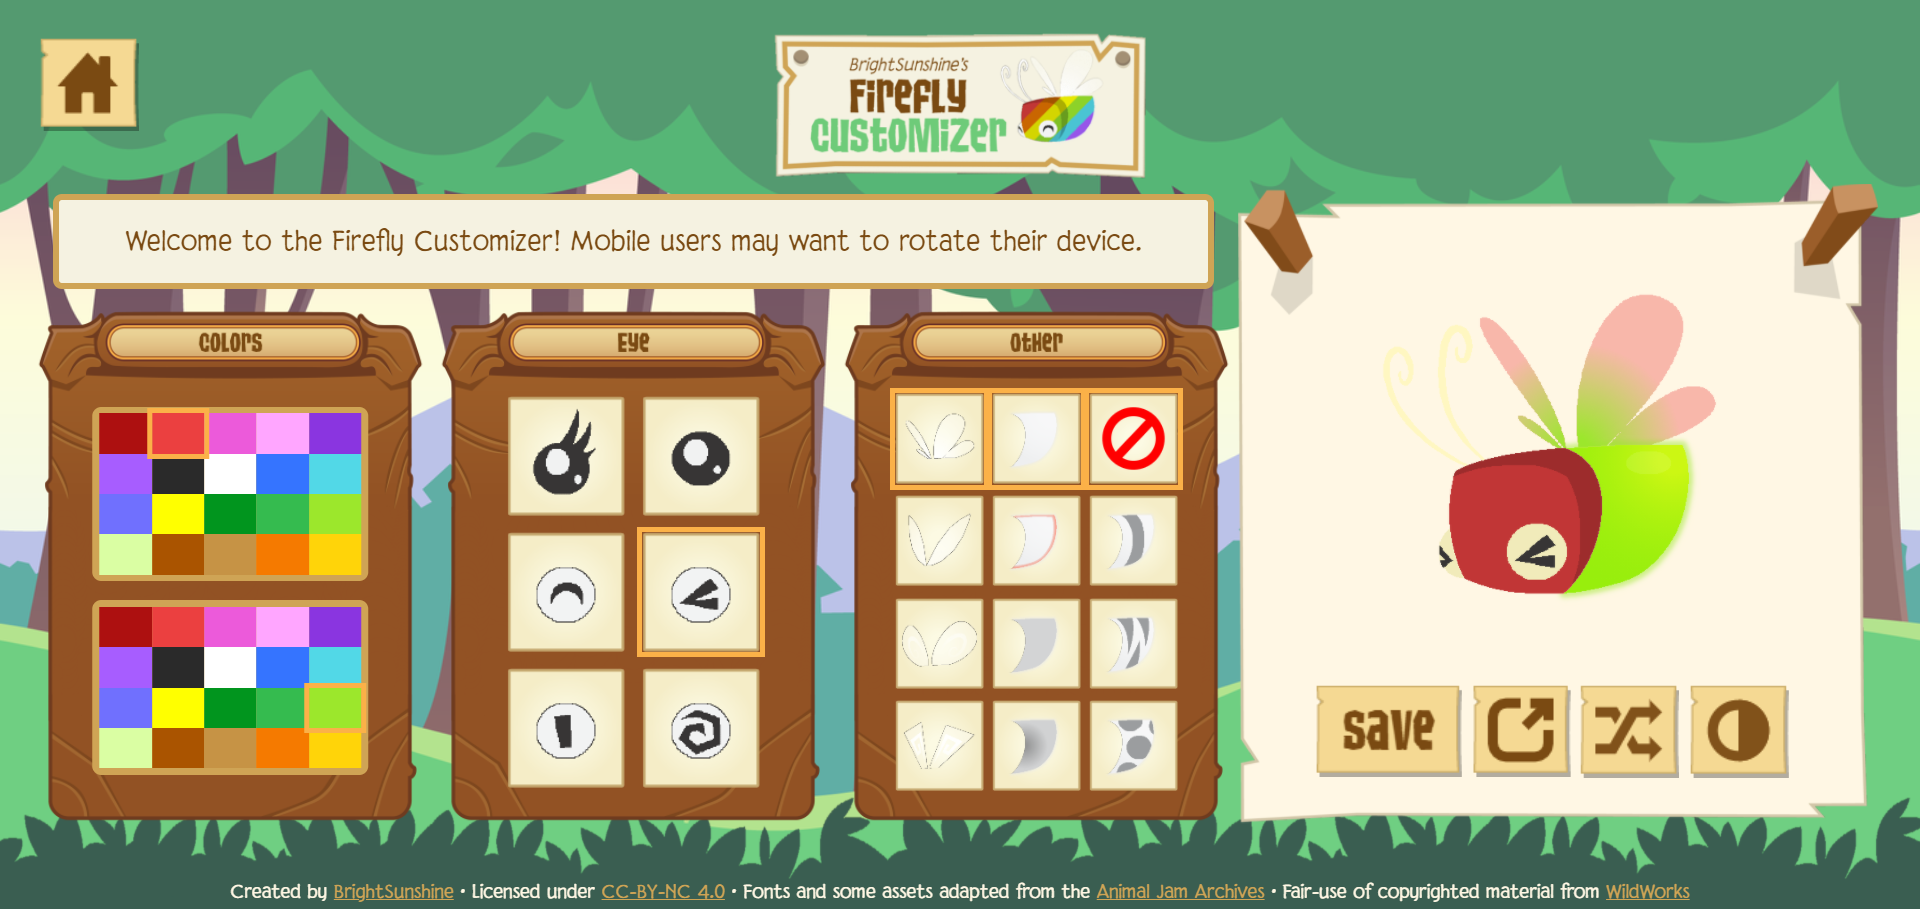 BrightSunshine's
Firefly
Customizer
Welcome to the Firefly Customizer! Mobile users may want to rotate their device.
Colors
Eye
Other
save
Created by BrightSunshine • Licensed under CC-BY-NC 4.0 • Fonts and some assets adapted from the Animal Jam Archives • Fair-use of copyrighted material from WildWorks